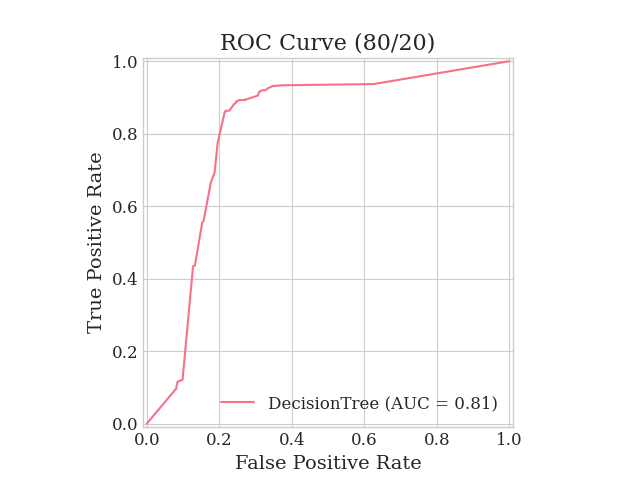 ROC Curve (80/20)
1.0
0.8
0.6
0.4
0.2
0.0
True Positive Rate
DecisionTree (AUC = 0.81)
0.0 0.2 0.4 0.6 0.8 1.0
False Positive Rate